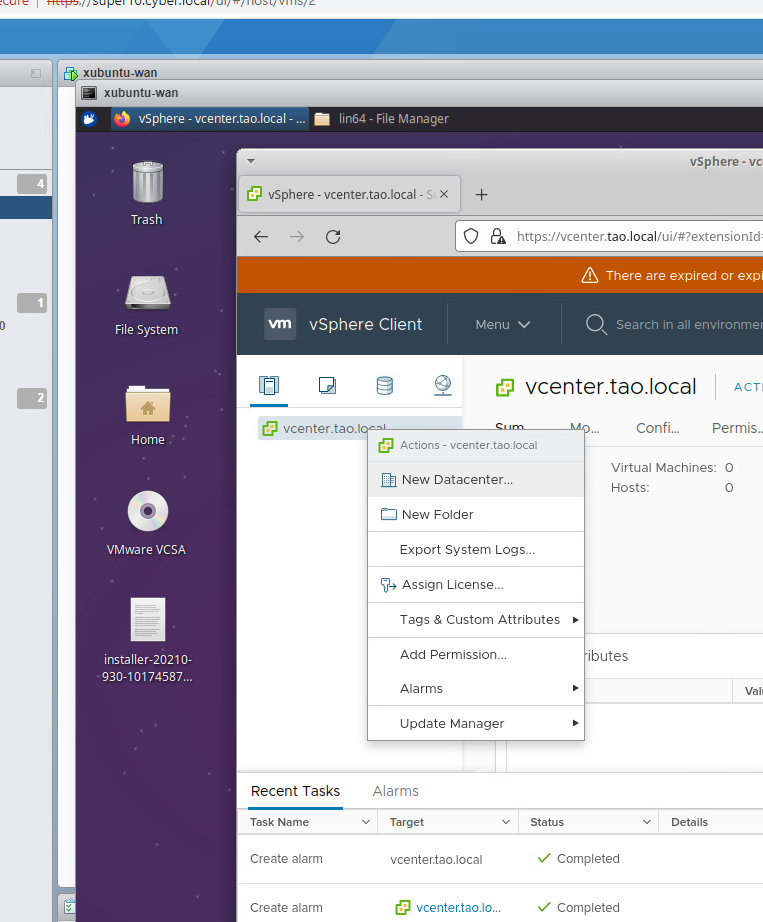 ecure | https://super10.cyber.local/ui/#/host/vms/2
xubuntu-wan
xubuntu-wan
vSphere - vcenter.tao.local - ...
lin64 - File Manager
4
1
0
2
Trash
File System
Home
VMware VCSA
installer-20210-
930-10174587...
vSphere - vc
vSphere - vcenter.tao.local - S
https://vcenter.tao.local/ui/#?extensionId=
There are expired or expi
vm
vSphere Client
Menu
Search in all environme
vcenter.tao.local
vcenter.tao.local
ACTI
Sum...
Mo...
Confi...
Permis...
Virtual Machines: 0
Hosts: 0
Actions - vcenter.tao.local
New Datacenter...
New Folder
Export System Logs...
Assign License...
Tags & Custom Attributes
Add Permission...
Alarms
Update Manager
ributes
Valu
Recent Tasks
Alarms
Task Name
Target
Status
Details
Create alarm
vcenter.tao.local
Completed
Create alarm
vcenter.tao.lo...
Completed